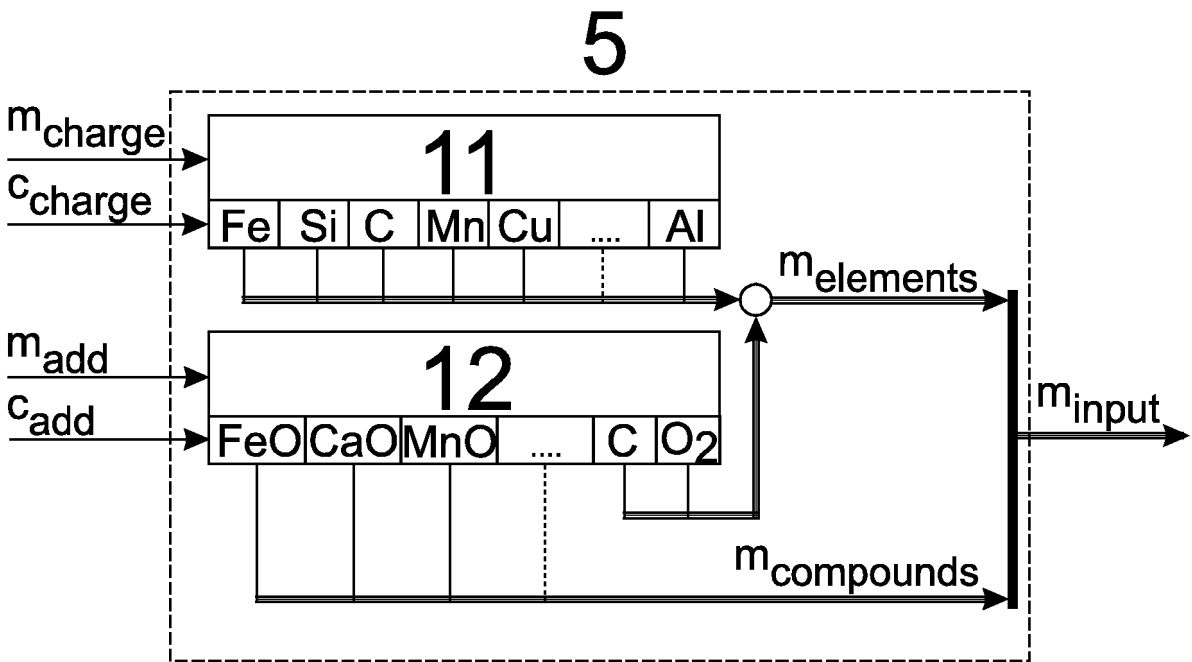 5
m_charge
11
c_charge
Fe Si C Mn Cu .... Al
m_elements
m_add
12
c_add
FeO CaO MnO .... C O2
m_input
m_compounds